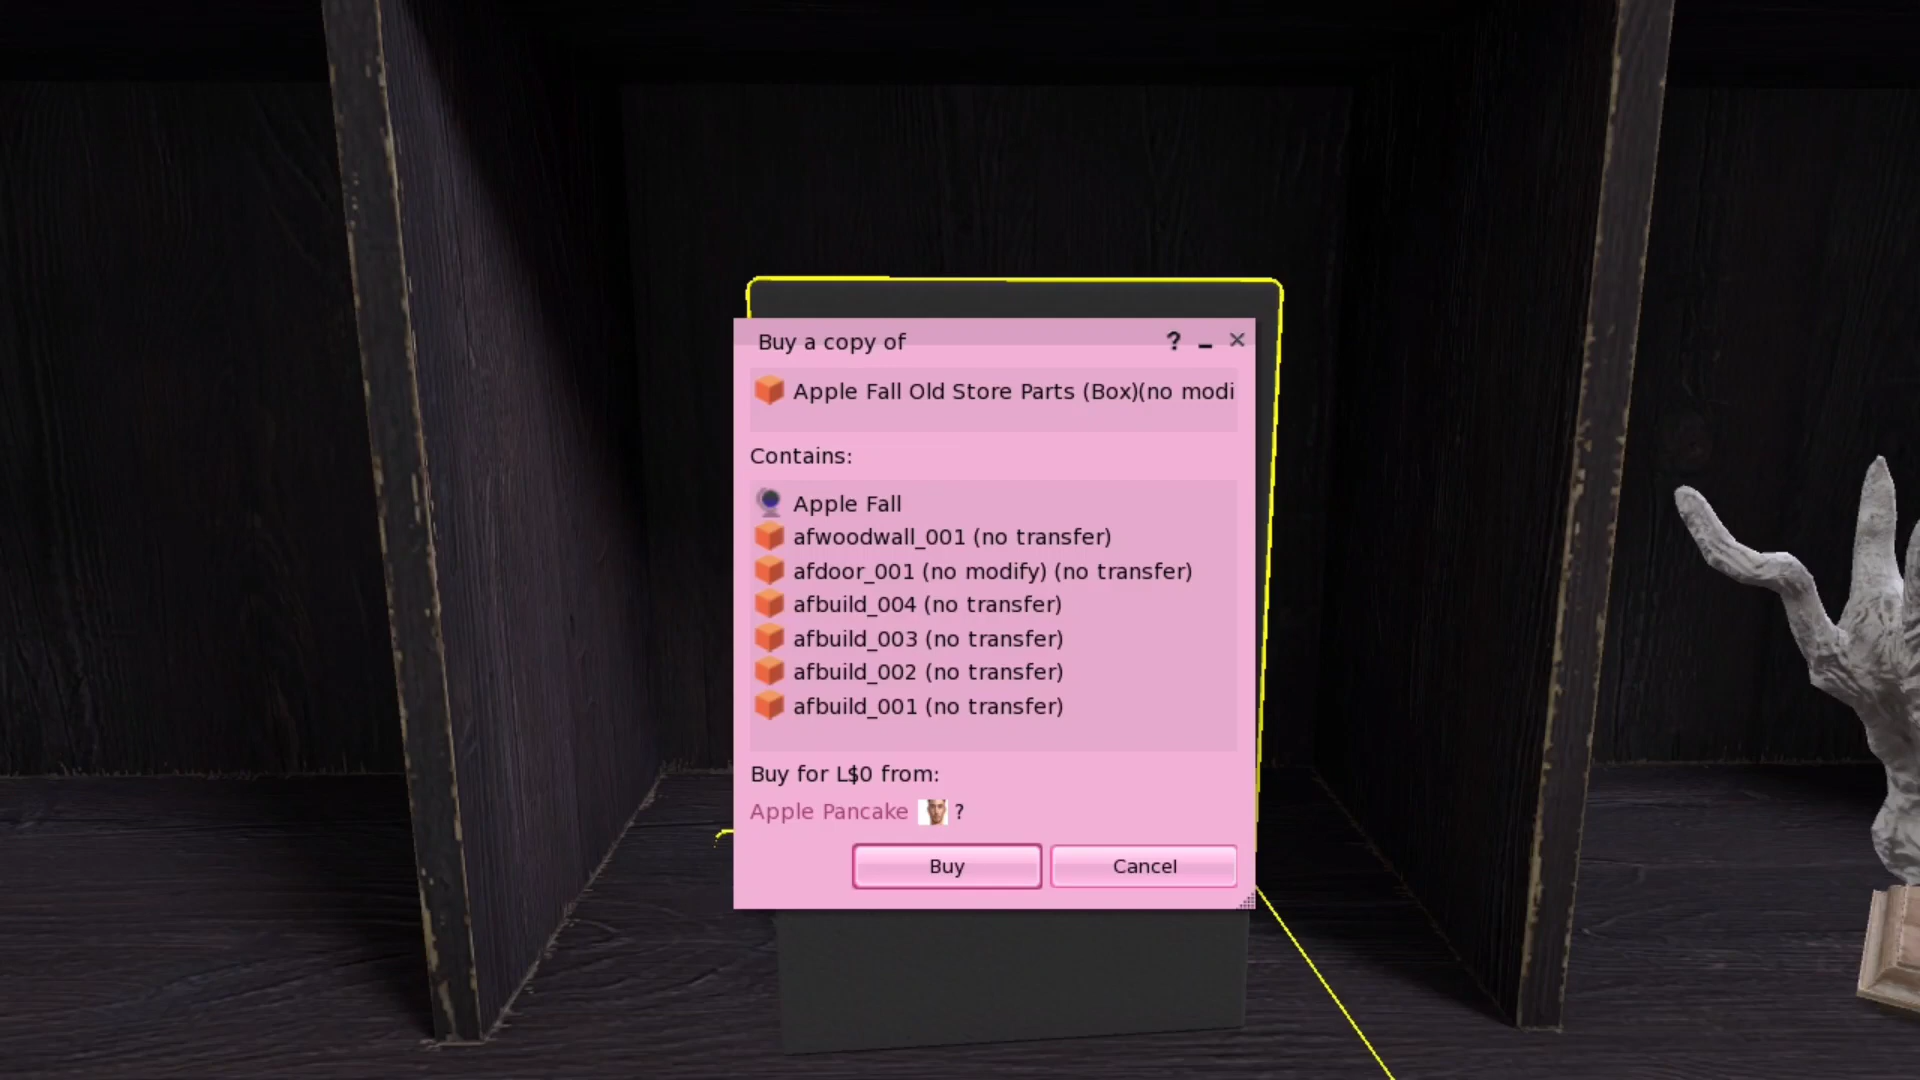 Buy a copy of
?
Apple Fall Old Store Parts (Box)(no modi
Contains:
Apple Fall
afwoodwall_001 (no transfer)
afdoor_001 (no modify) (no transfer)
afbuild_004 (no transfer)
afbuild_003 (no transfer)
afbuild_002 (no transfer)
afbuild_001 (no transfer)
Buy for L$0 from:
Apple Pancake ?
Buy
Cancel